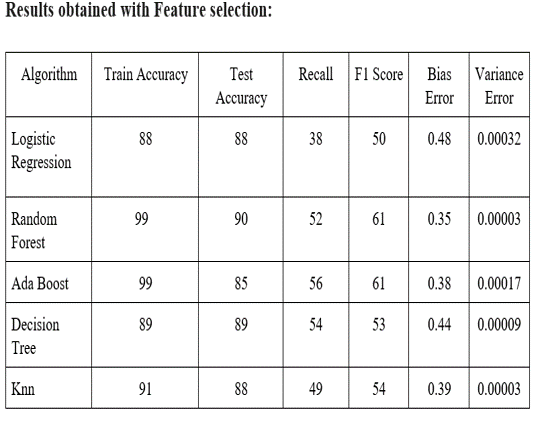 Results obtained with Feature selection:
Algorithm Train Accuracy Test Accuracy Recall F1 Score Bias Error Variance Error
Logistic Regression 88 88 38 50 0.48 0.00032
Random Forest 99 90 52 61 0.35 0.00003
Ada Boost 99 85 56 61 0.38 0.00017
Decision Tree 89 89 54 53 0.44 0.00009
Knn 91 88 49 54 0.39 0.00003